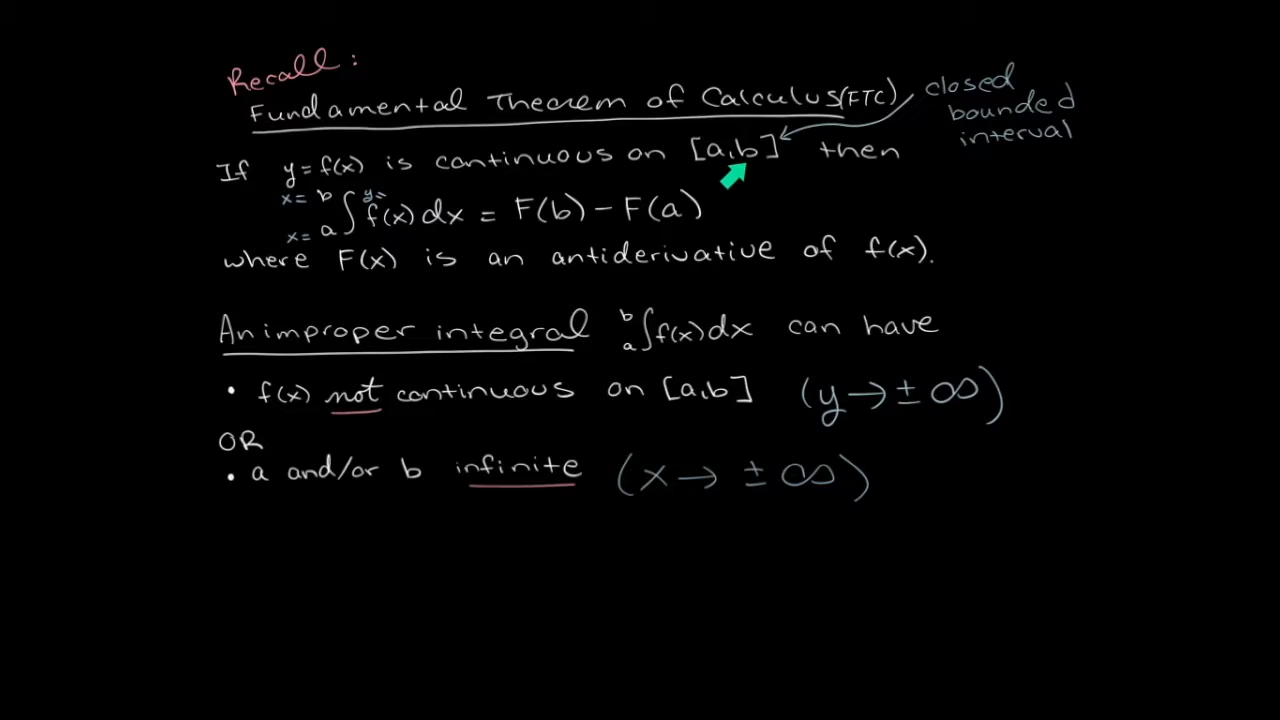 Recall:
Fundamental Theorem of Calculus (FTC)
closed
bounded
interval
If y=f(x) is continuous on [a,b] then
x= b ∫ y= f(x) dx = F(b) - F(a)
x= a
where F(x) is an antiderivative of f(x).
An improper integral b a ∫ f(x) dx can have
• f(x) not continuous on [a,b] (y → ± ∞)
OR
• a and/or b infinite (x → ± ∞)